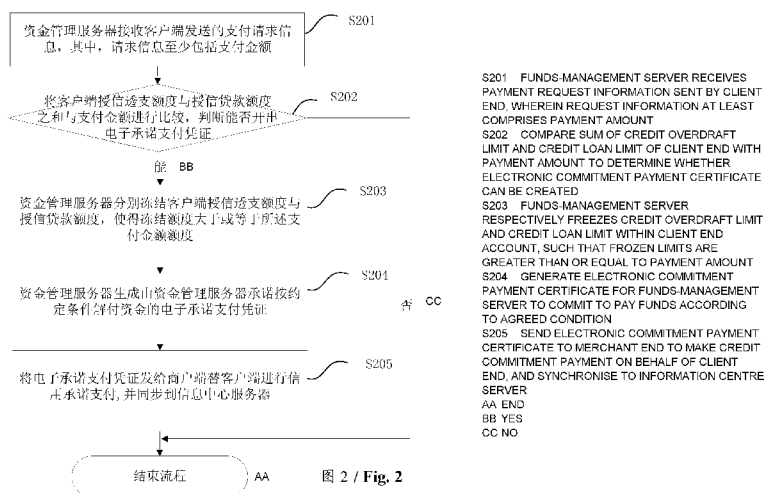 资金管理服务器接收客户端发送的支付请求信
息，其中，请求信息至少包括支付金额
S201
将客户端授信透支额度与授信贷款额度
之和与支付金额进行比较，判断能否开出
电子承诺支付凭证
S202
能 BB
资金管理服务器分别冻结客户端授信透支额度与
授信贷款额度，使得冻结额度大于或等于所述支
付金额额度
S203
资金管理服务器生成由资金管理服务器承诺按约
定条件解付资金的电子承诺支付凭证
S204
否 CC
将电子承诺支付凭证发给商户端替客户端进行信
用承诺支付,并同步到信息中心服务器
S205
结束流程
AA
图 2 / Fig. 2
S201 FUNDS-MANAGEMENT SERVER RECEIVES
PAYMENT REQUEST INFORMATION SENT BY CLIENT
END, WHEREIN REQUEST INFORMATION AT LEAST
COMPRISES PAYMENT AMOUNT
S202 COMPARE SUM OF CREDIT OVERDRAFT
LIMIT AND CREDIT LOAN LIMIT OF CLIENT END WITH
PAYMENT AMOUNT TO DETERMINE WHETHER
ELECTRONIC COMMITMENT PAYMENT CERTIFICATE
CAN BE CREATED
S203 FUNDS-MANAGEMENT SERVER
RESPECTIVELY FREEZES CREDIT OVERDRAFT LIMIT
AND CREDIT LOAN LIMIT WITHIN CLIENT END
ACCOUNT, SUCH THAT FROZEN LIMITS ARE
GREATER THAN OR EQUAL TO PAYMENT AMOUNT
S204 GENERATE ELECTRONIC COMMITMENT
PAYMENT CERTIFICATE FOR FUNDS-MANAGEMENT
SERVER TO COMMIT TO PAY FUNDS ACCORDING
TO AGREED CONDITION
S205 SEND ELECTRONIC COMMITMENT PAYMENT
CERTIFICATE TO MERCHANT END TO MAKE CREDIT
COMMITMENT PAYMENT ON BEHALF OF CLIENT
END, AND SYNCHRONISE TO INFORMATION CENTRE
SERVER
AA END
BB YES
CC NO